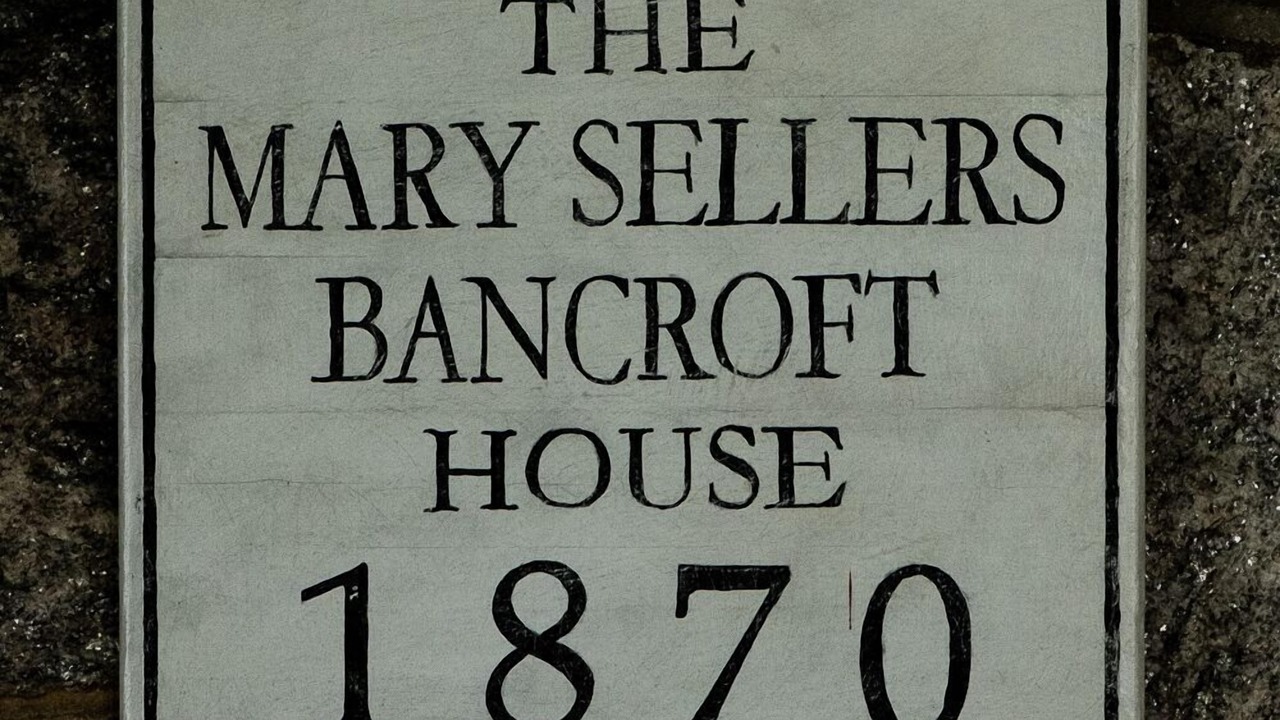 THE
MARY SELLERS
BANCROFT
HOUSE
1870